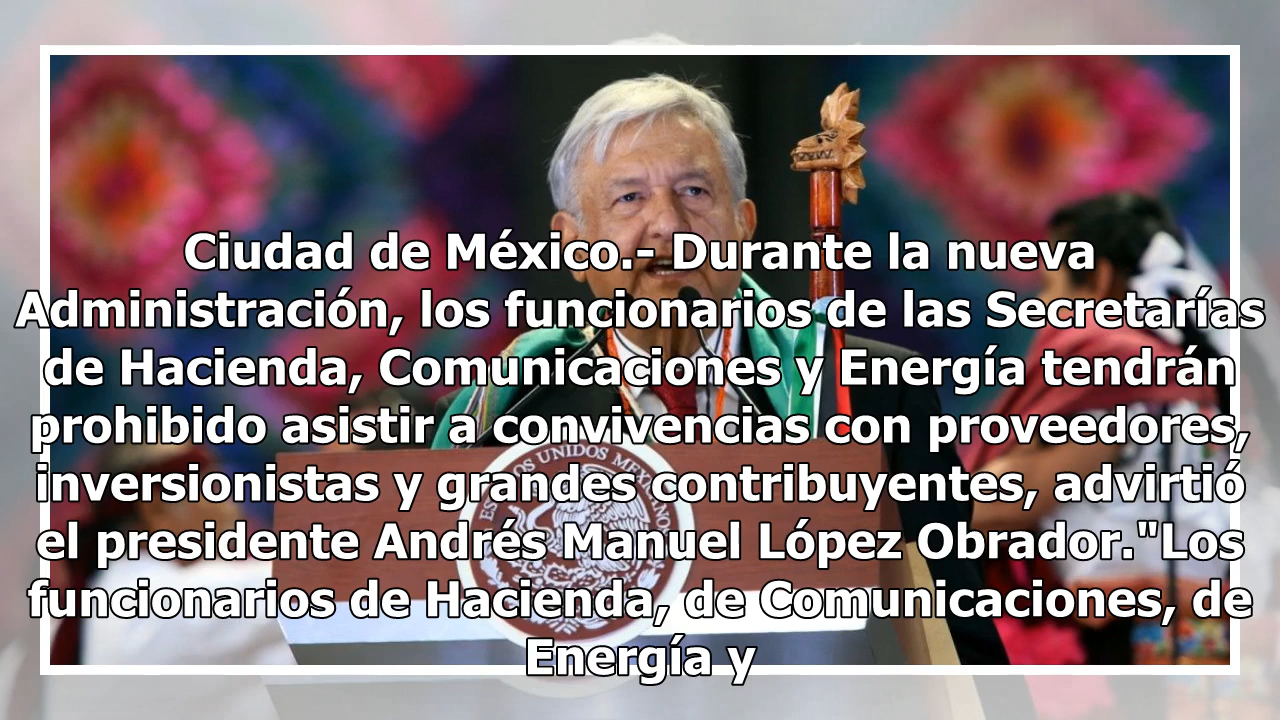 Ciudad de México.- Durante la nueva
Administración, los funcionarios de las Secretarías
de Hacienda, Comunicaciones y Energía tendrán
prohibido asistir a convivencias con proveedores,
inversionistas y grandes contribuyentes, advirtió
el presidente Andrés Manuel López Obrador."Los
funcionarios de Hacienda, de Comunicaciones, de
Energía y
UNIDOS MEXICANOS